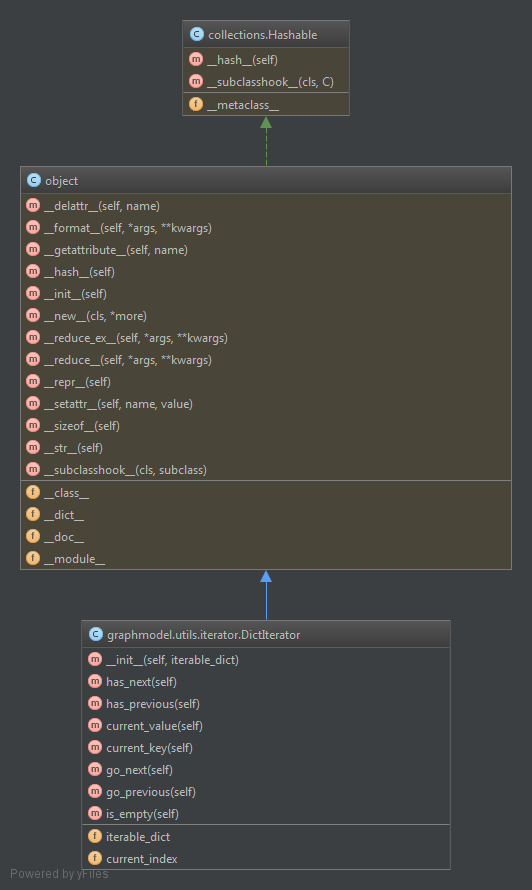 C collections.Hashable
m __hash__(self)
m __subclasshook__(cls, C)
f __metaclass__
C object
m __delattr__(self, name)
m __format__(self, *args, **kwargs)
m __getattribute__(self, name)
m __hash__(self)
m __init__(self)
m __new__(cls, *more)
m __reduce_ex__(self, *args, **kwargs)
m __reduce__(self, *args, **kwargs)
m __repr__(self)
m __setattr__(self, name, value)
m __sizeof__(self)
m __str__(self)
m __subclasshook__(cls, subclass)
f __class__
f __dict__
f __doc__
f __module__
C graphmodel.utils.iterator.DictIterator
m __init__(self, iterable_dict)
m has_next(self)
m has_previous(self)
m current_value(self)
m current_key(self)
m go_next(self)
m go_previous(self)
m is_empty(self)
f iterable_dict
f current_index
Powered by yFiles